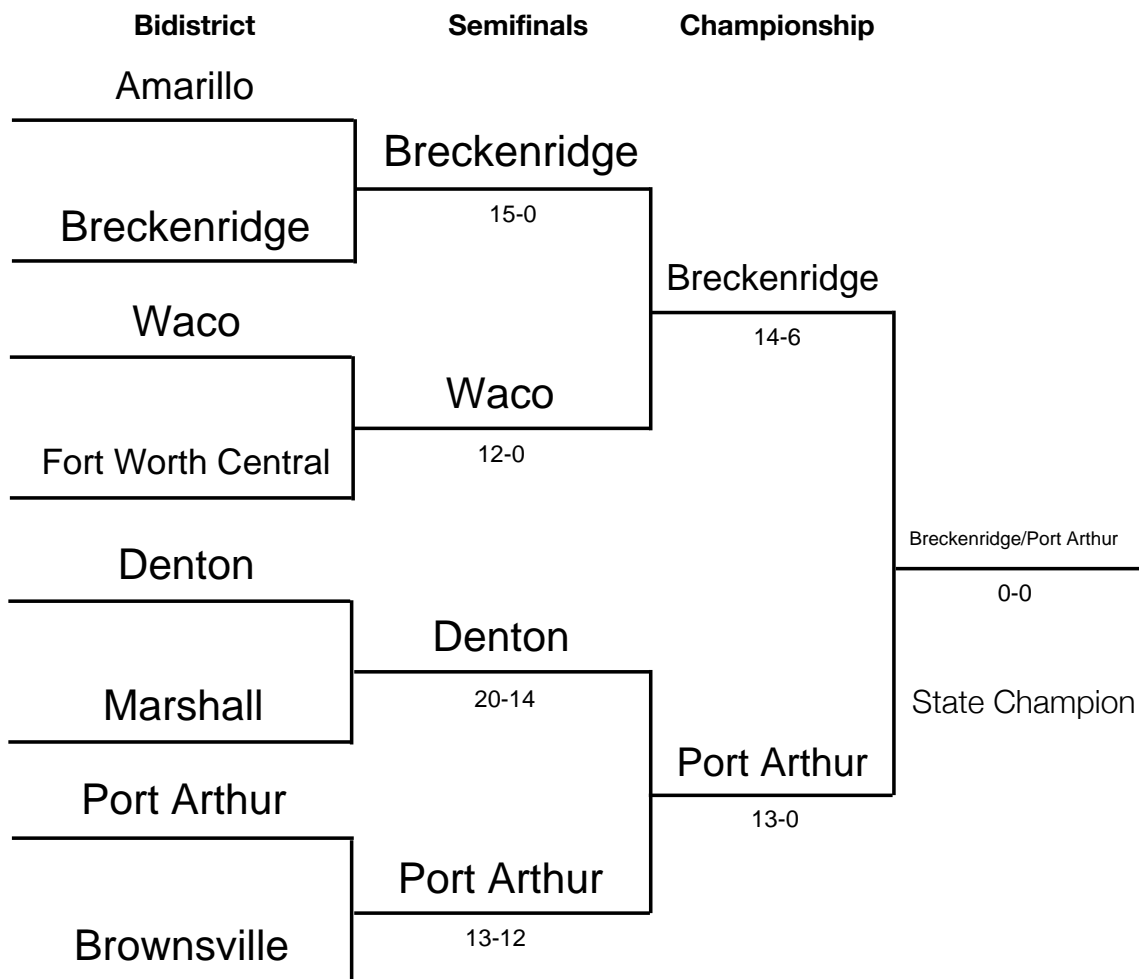 Bidistrict Semifinals Championship
Amarillo
Breckenridge
15-0
Breckenridge
Breckenridge
14-6
Waco
Waco
12-0
Fort Worth Central
Breckenridge/Port Arthur
0-0
Denton
Denton
20-14
State Champion
Marshall
Port Arthur
13-0
Port Arthur
Port Arthur
13-12
Brownsville